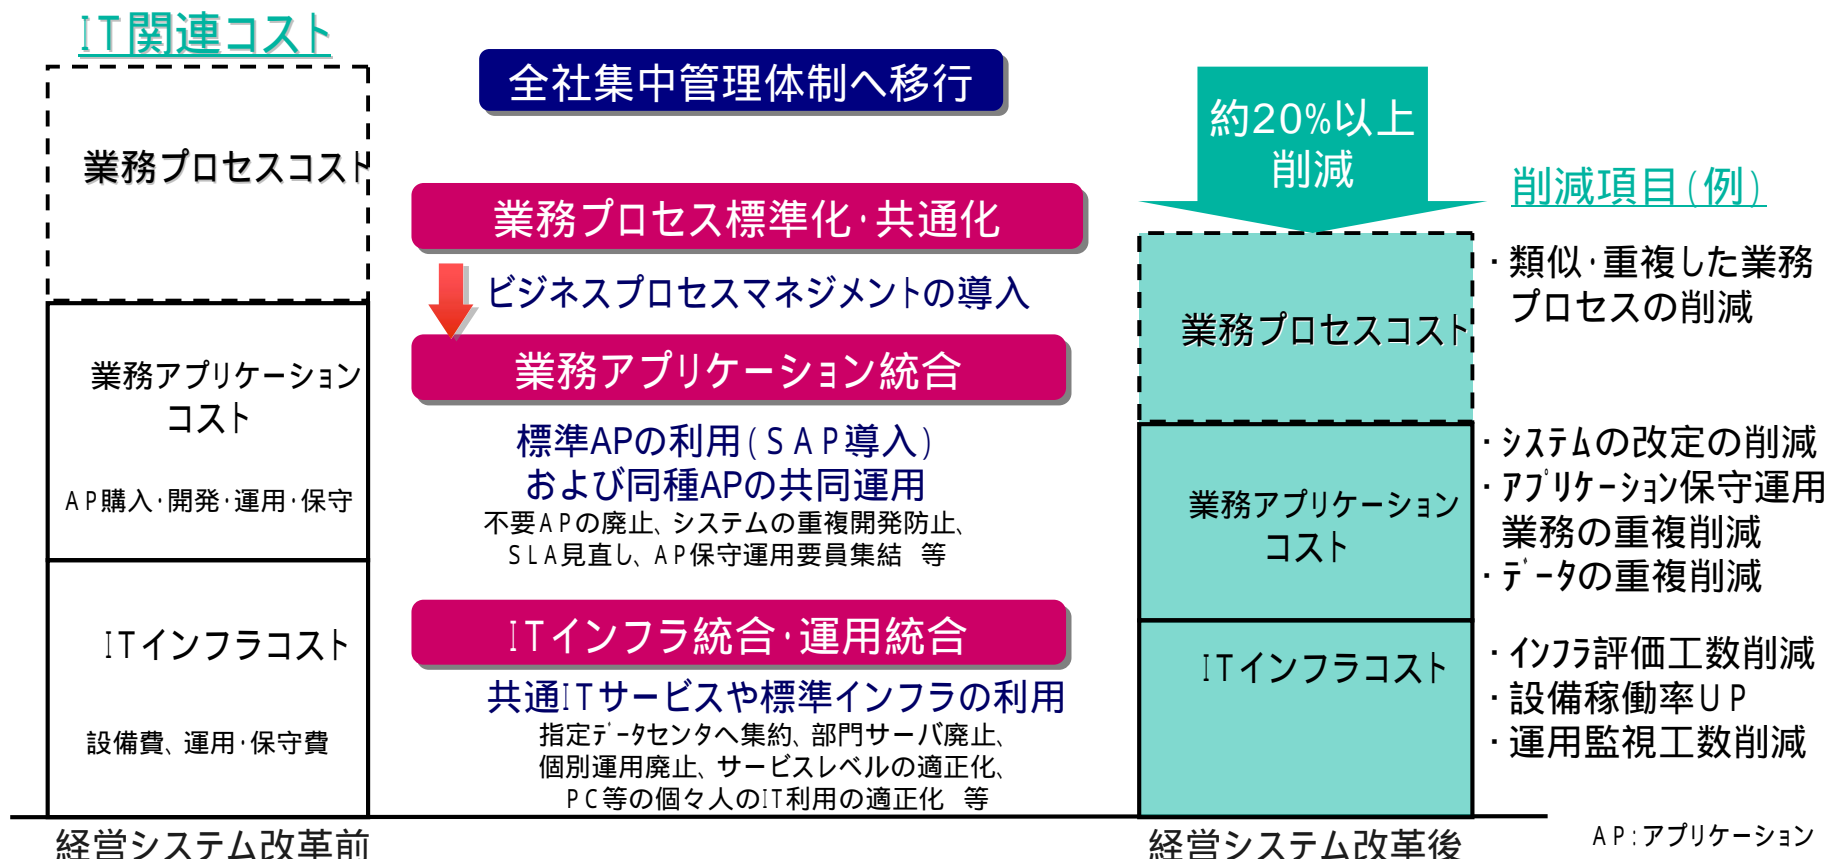 IT関連コスト
業務プロセスコスト
業務アプリケーション
コスト
AP購入・開発・運用・保守
ITインフラコスト
設備費、運用・保守費
経営システム改革前
全社集中管理体制へ移行
業務プロセス標準化・共通化
ビジネスプロセスマネジメントの導入
業務アプリケーション統合
標準APの利用(SAP導入)
および同種APの共同運用
不要APの廃止、システムの重複開発防止、
SLA見直し、AP保守運用要員集結 等
ITインフラ統合・運用統合
共通ITサービスや標準インフラの利用
指定データセンタへ集約、部門サーバ廃止、
個別運用廃止、サービスレベルの適正化、
PC等の個々人のIT利用の適正化 等
約20%以上
削減
業務プロセスコスト
業務アプリケーション
コスト
ITインフラコスト
経営システム改革後
削減項目(例)
・類似・重複した業務
プロセスの削減
・システムの改定の削減
・アプリケーション保守運用
業務の重複削減
・データの重複削減
・インフラ評価工数削減
・設備稼働率UP
・運用監視工数削減
AP:アプリケーション